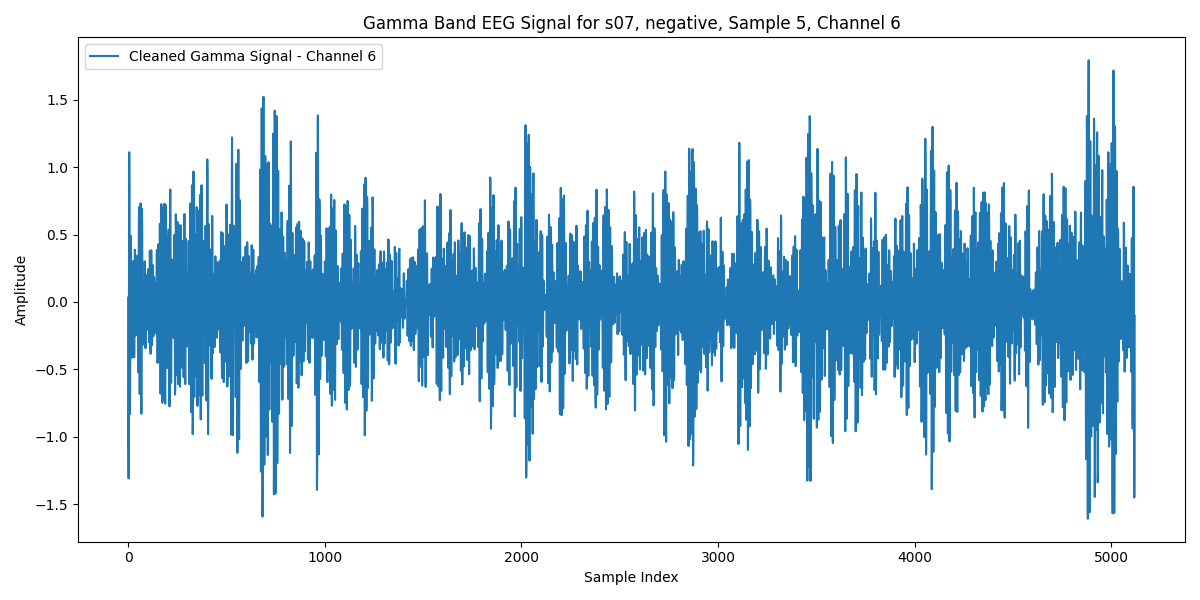 Gamma Band EEG Signal for s07, negative, Sample 5, Channel 6
Cleaned Gamma Signal - Channel 6
1.5
1.0
0.5
0.0
−0.5
−1.0
−1.5
Amplitude
0 1000 2000 3000 4000 5000
Sample Index